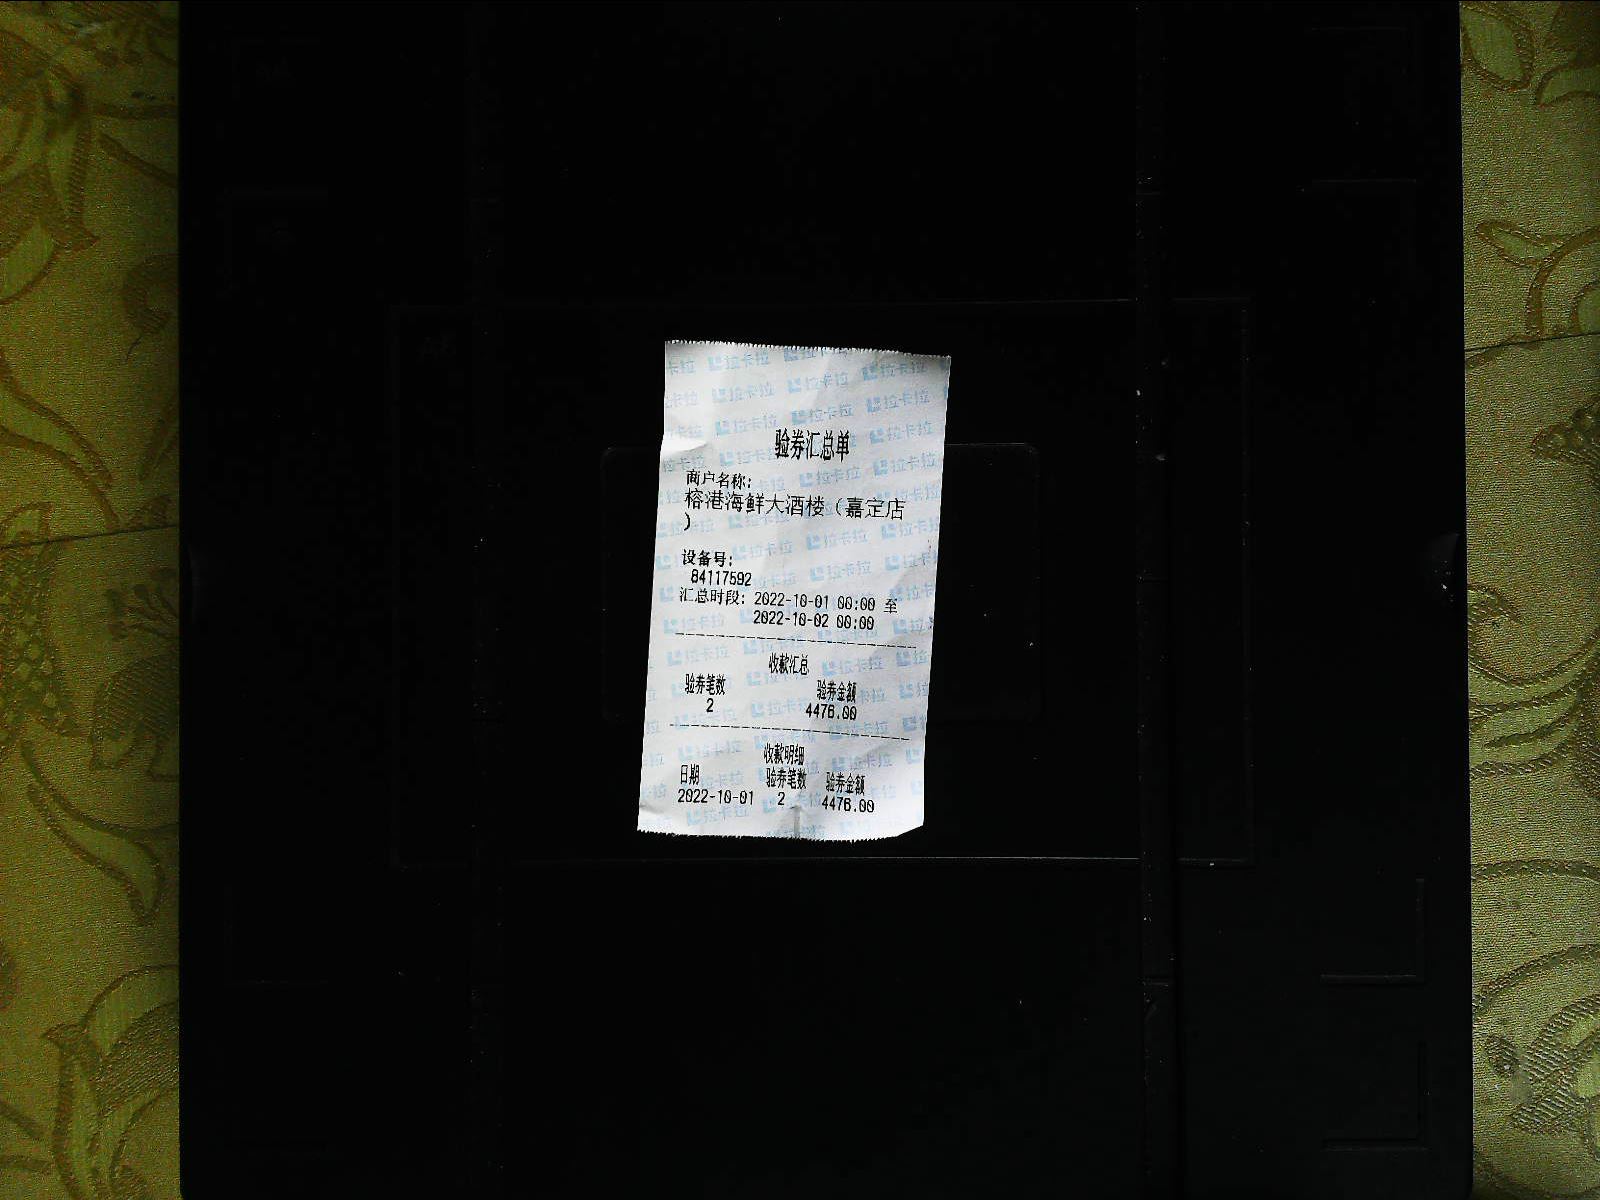 验券汇总单
商户名称:
榕港海鲜大酒楼（嘉定店
）
设备号:
84117592
汇总时段: 2022-10-01 00:00 至
2022-10-02 00:00
收款汇总
验券笔数 验券金额
2 4476.00
收款明细
日期 验券笔数 验券金额
2022-10-01 2 4476.00
拉卡拉